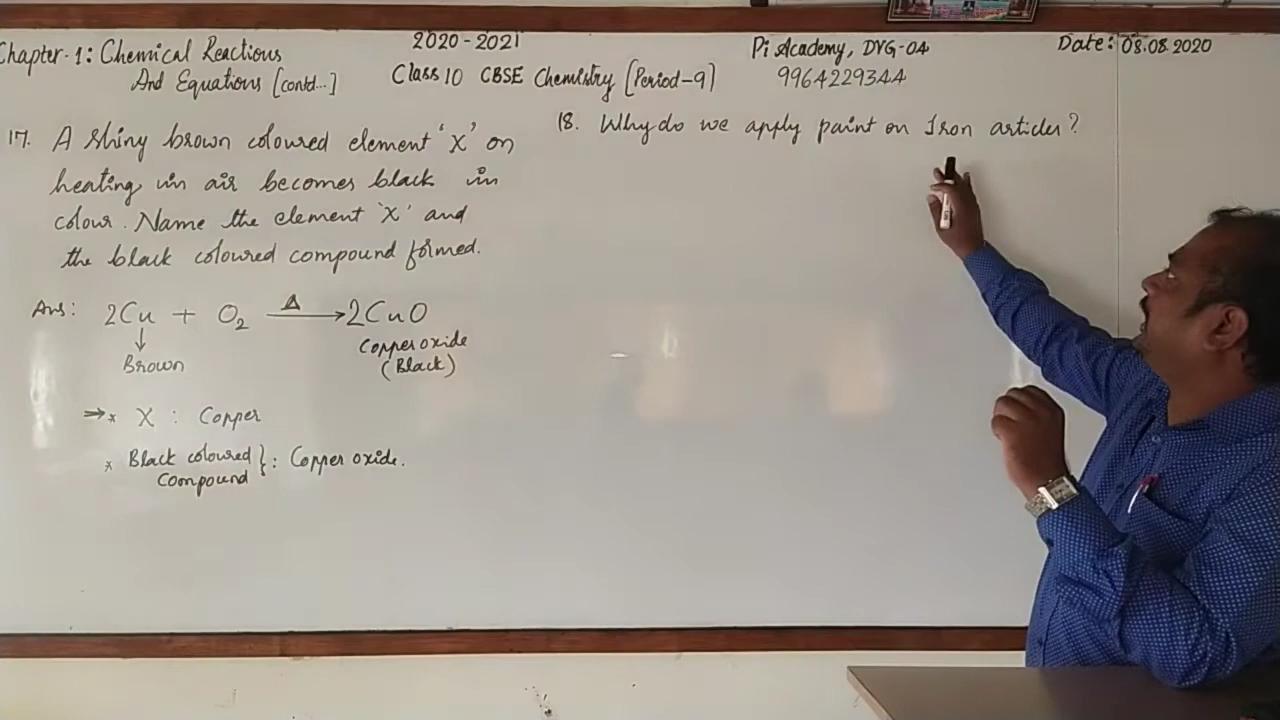 Chapter-1: Chemical Reactions
And Equations [contd...]
2020-2021
Class 10 CBSE Chemistry [Period-9]
Pi Academy, DVG-04
9964229344
Date: 08.08.2020
17. A shiny brown coloured element 'X' on
heating in air becomes black in
colour. Name the element 'X' and
the black coloured compound formed.
Ans: 2Cu + O₂ —Δ→ 2CuO
↓
Brown
Copper oxide
(Black)
⇒* X : Copper
* Black coloured
Compound } : Copper oxide.
18. Why do we apply paint on Iron articles?